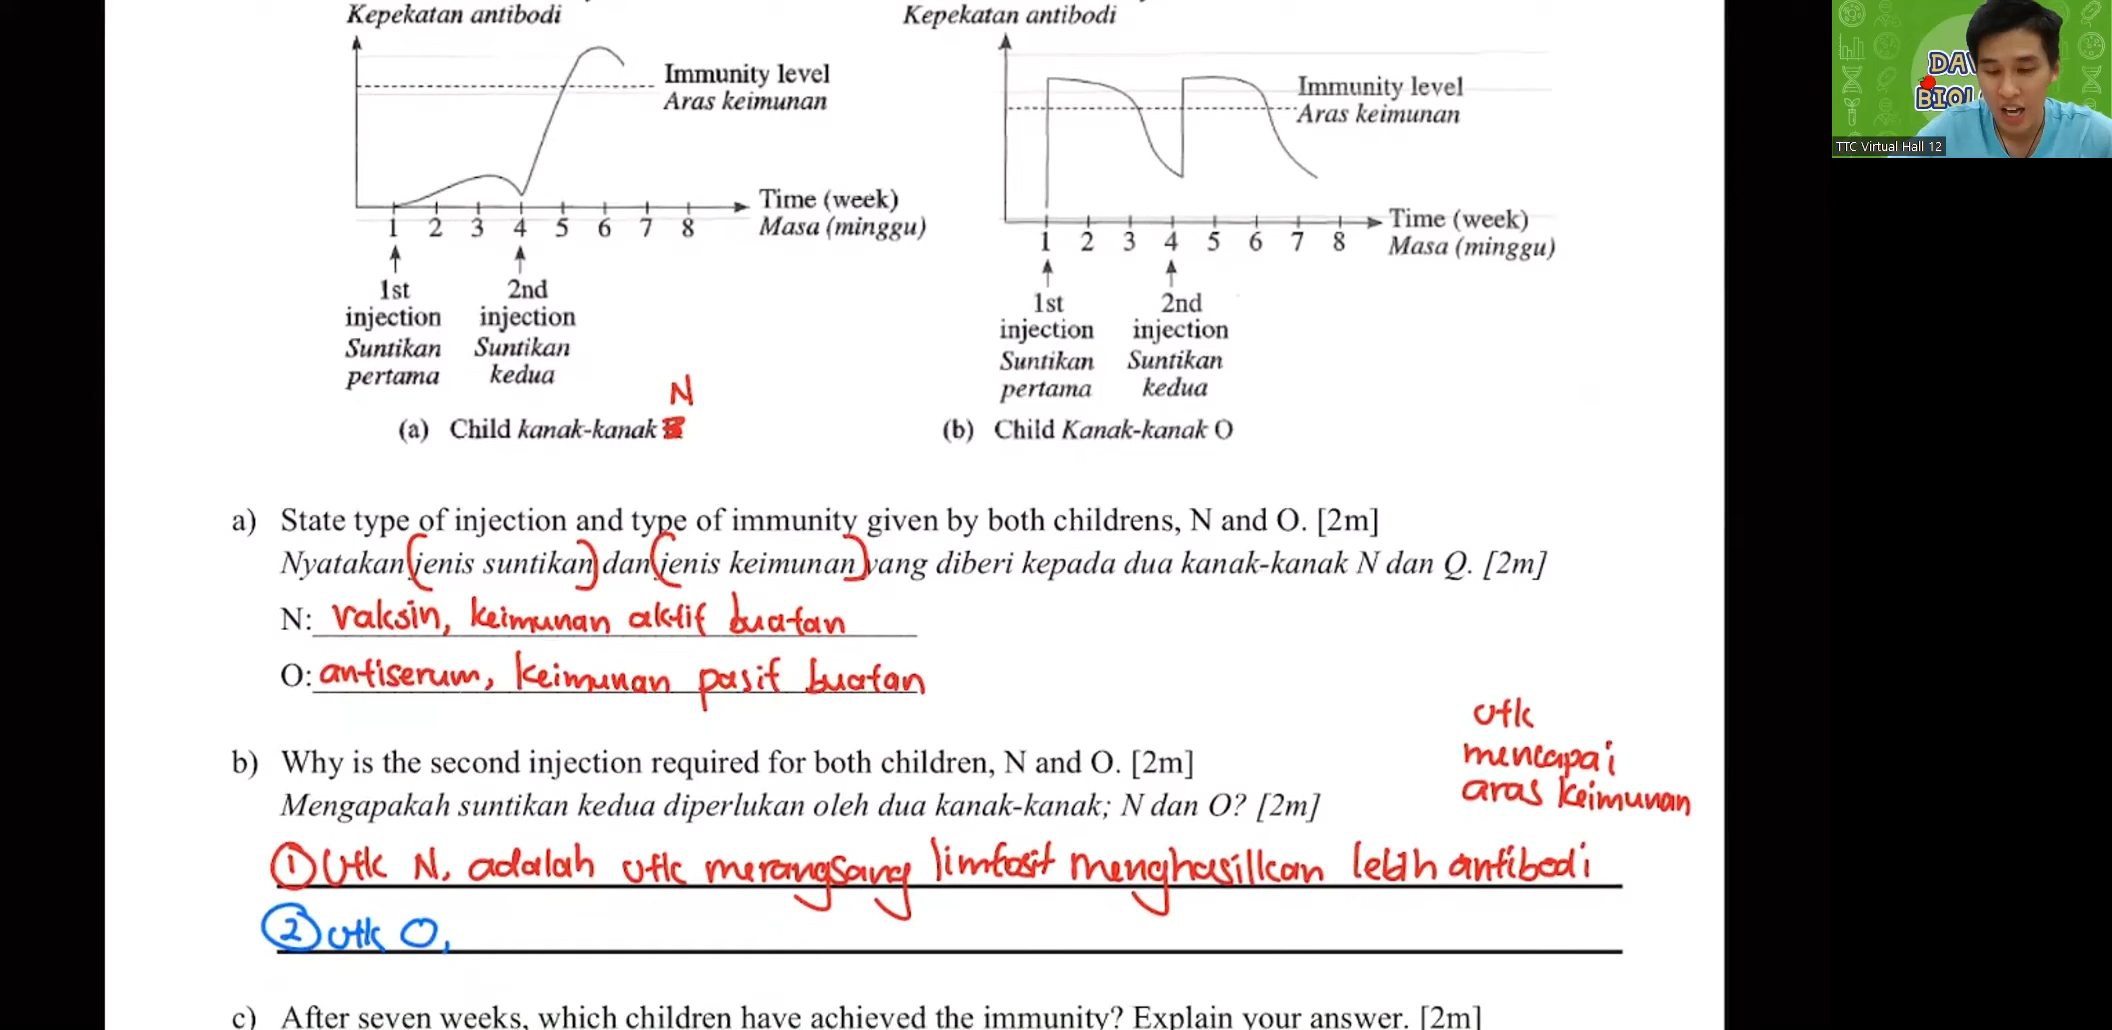 Kepekatan antibodi
Immunity level
Aras keimunan
Time (week)
Masa (minggu)
1 2 3 4 5 6 7 8
1st
injection
Suntikan
pertama
2nd
injection
Suntikan
kedua
N
(a) Child kanak-kanak
Kepekatan antibodi
Immunity level
Aras keimunan
Time (week)
Masa (minggu)
1 2 3 4 5 6 7 8
1st
injection
Suntikan
pertama
2nd
injection
Suntikan
kedua
(b) Child Kanak-kanak O
a) State type of injection and type of immunity given by both childrens, N and O. [2m]
Nyatakan (jenis suntikan) dan (jenis keimunan) yang diberi kepada dua kanak-kanak N dan Q. [2m]
N: vaksin, keimunan aktif buatan
O: antiserum, keimunan pasif buatan
utk
mencapai
aras keimunan
b) Why is the second injection required for both children, N and O. [2m]
Mengapakah suntikan kedua diperlukan oleh dua kanak-kanak; N dan O? [2m]
① Utk N, adalah utk merangsang limfosit menghasilkan lebih antibodi
② utk O,
c) After seven weeks, which children have achieved the immunity? Explain your answer. [2m]
TTC Virtual Hall 12